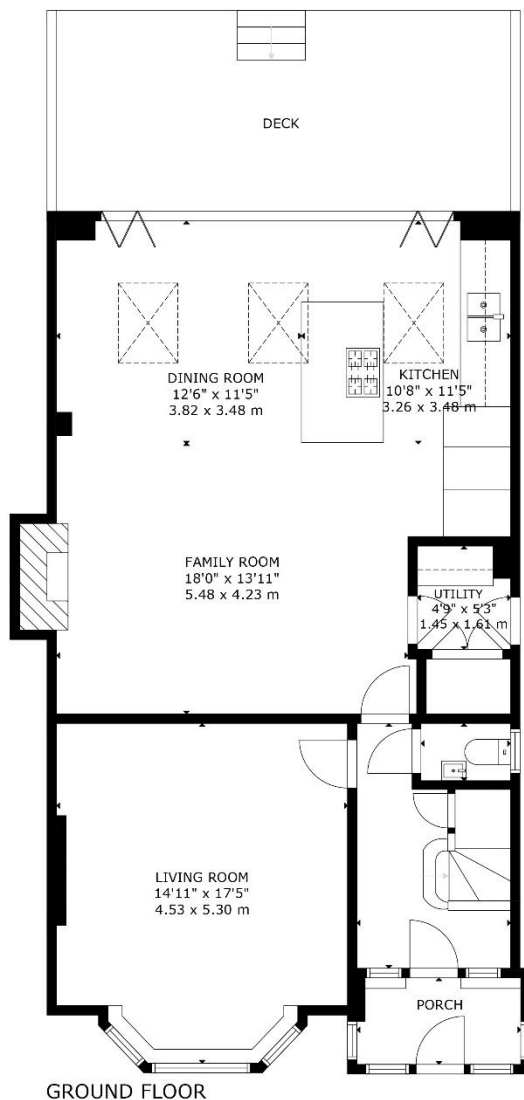 DECK
DINING ROOM
12'6" x 11'5"
3.82 x 3.48 m
KITCHEN
10'8" x 11'5"
3.26 x 3.48 m
FAMILY ROOM
18'0" x 13'11"
5.48 x 4.23 m
UTILITY
4'9" x 5'3"
1.45 x 1.61 m
LIVING ROOM
14'11" x 17'5"
4.53 x 5.30 m
PORCH
GROUND FLOOR